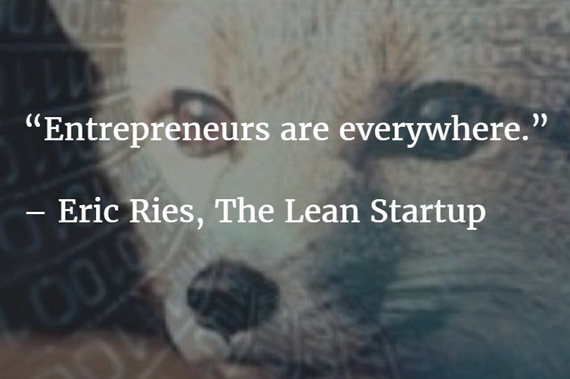 “Entrepreneurs are everywhere.”
– Eric Ries, The Lean Startup